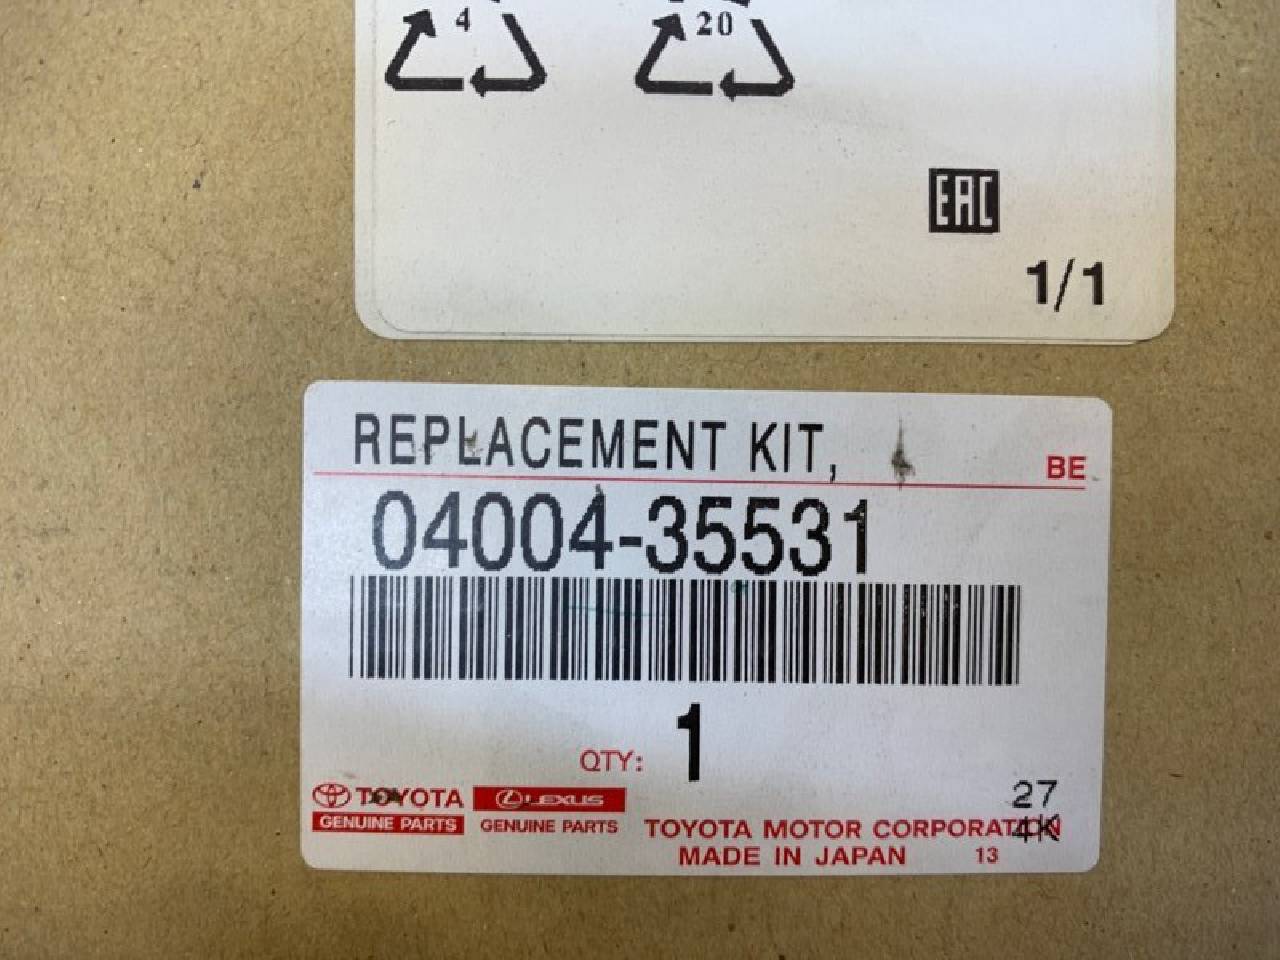 4
20
EAC
1/1
REPLACEMENT KIT,
BE
04004-35531
QTY: 1
TOYOTA LEXUS
GENUINE PARTS GENUINE PARTS
27
4K
TOYOTA MOTOR CORPORATION
MADE IN JAPAN 13